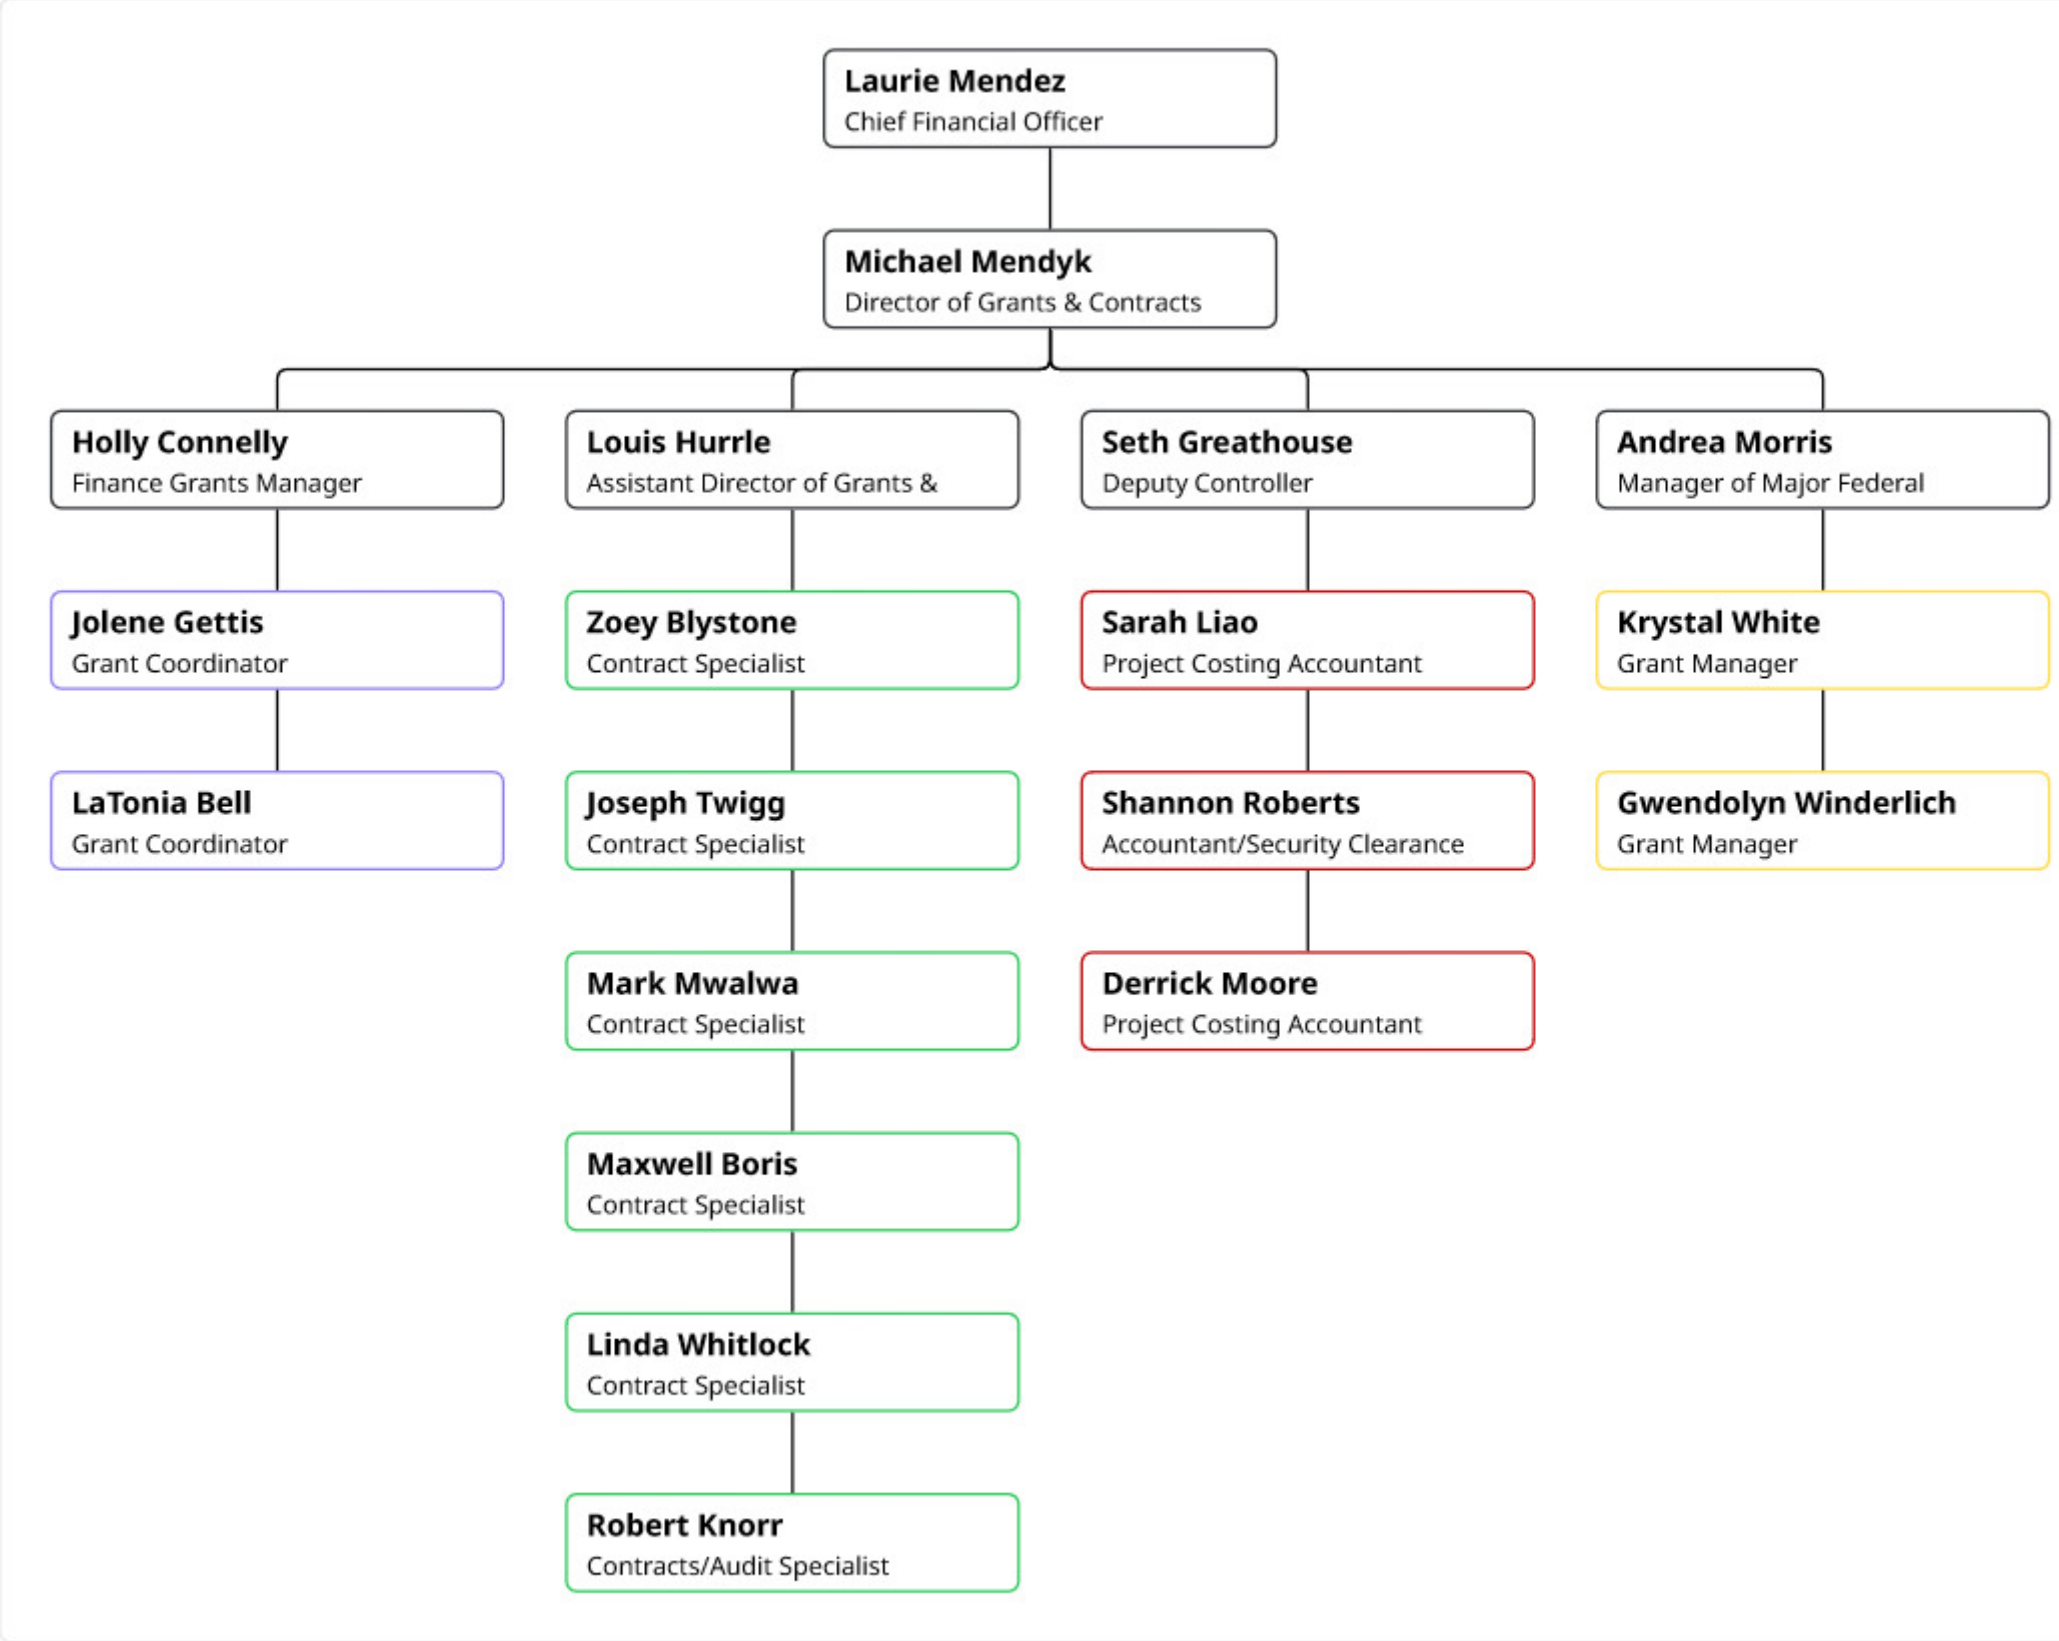 Laurie Mendez
Chief Financial Officer
Michael Mendyk
Director of Grants & Contracts
Holly Connelly
Finance Grants Manager
Louis Hurrle
Assistant Director of Grants &
Seth Greathouse
Deputy Controller
Andrea Morris
Manager of Major Federal
Jolene Gettis
Grant Coordinator
Zoey Blystone
Contract Specialist
Sarah Liao
Project Costing Accountant
Krystal White
Grant Manager
LaTonia Bell
Grant Coordinator
Joseph Twigg
Contract Specialist
Shannon Roberts
Accountant/Security Clearance
Gwendolyn Winderlich
Grant Manager
Mark Mwalwa
Contract Specialist
Derrick Moore
Project Costing Accountant
Maxwell Boris
Contract Specialist
Linda Whitlock
Contract Specialist
Robert Knorr
Contracts/Audit Specialist